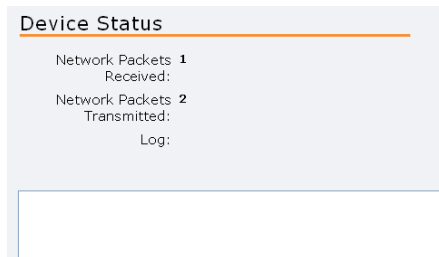 Device Status
Network Packets 1
Received:
Network Packets 2
Transmitted:
Log: